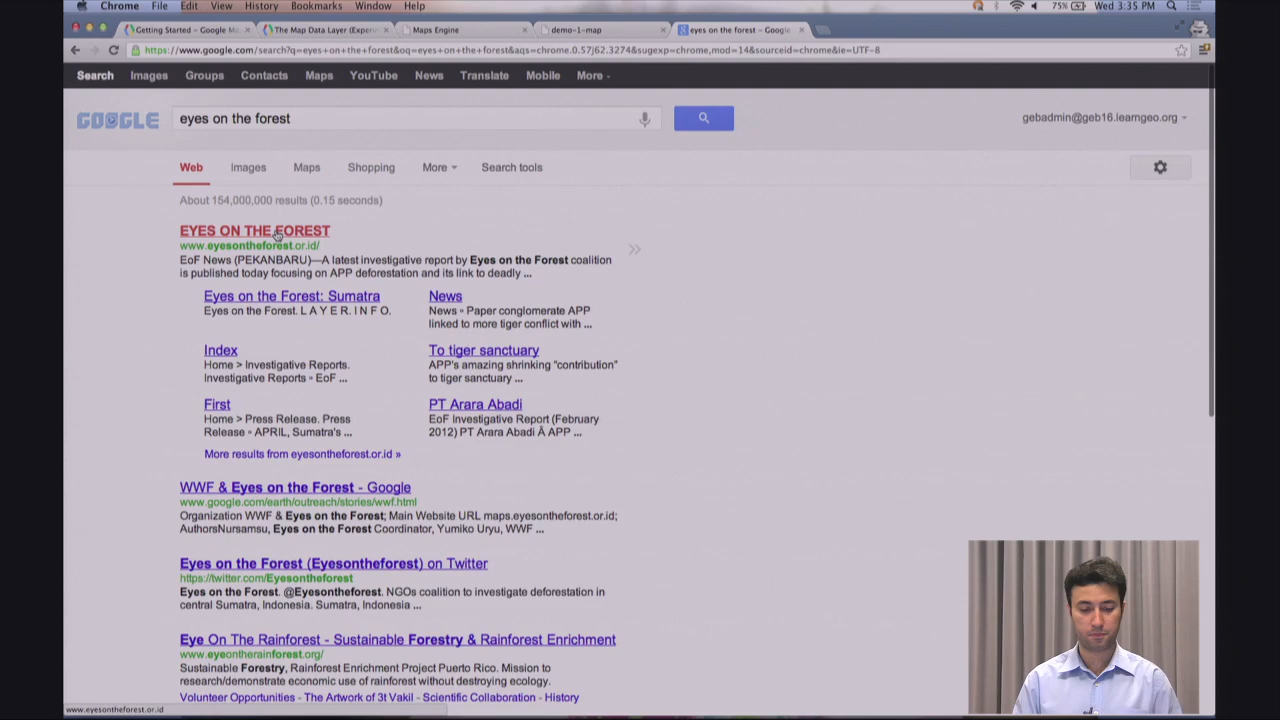 Chrome File Edit View History Bookmarks Window Help 75% Wed 3:35 PM
Getting Started – Google M The Map Data Layer (Experi Maps Engine demo-1-map eyes on the forest - Google
https://www.google.com/search?q=eyes+on+the+forest&oq=eyes+on+the+forest&aqs=chrome.0.57j62.3274&sugexp=chrome,mod=14&sourceid=chrome&ie=UTF-8
Search Images Groups Contacts Maps YouTube News Translate Mobile More
GOOGLE eyes on the forest gebadmin@geb16.learngeo.org
Web Images Maps Shopping More Search tools
About 154,000,000 results (0.15 seconds)
EYES ON THE FOREST
www.eyesontheforest.or.id/
EoF News (PEKANBARU)—A latest investigative report by Eyes on the Forest coalition
is published today focusing on APP deforestation and its link to deadly ...
Eyes on the Forest: Sumatra
Eyes on the Forest. L A Y E R. I N F O.
News
News » Paper conglomerate APP
linked to more tiger conflict with ...
Index
Home > Investigative Reports.
Investigative Reports » EoF ...
To tiger sanctuary
APP's amazing shrinking "contribution"
to tiger sanctuary ...
First
Home > Press Release. Press
Release » APRIL, Sumatra's ...
PT Arara Abadi
EoF Investigative Report (February
2012) PT Arara Abadi Â APP ...
More results from eyesontheforest.or.id »
WWF & Eyes on the Forest - Google
www.google.com/earth/outreach/stories/wwf.html
Organization WWF & Eyes on the Forest; Main Website URL maps.eyesontheforest.or.id;
AuthorsNursamsu, Eyes on the Forest Coordinator, Yumiko Uryu, WWF ...
Eyes on the Forest (Eyesontheforest) on Twitter
https://twitter.com/Eyesontheforest
Eyes on the Forest. @Eyesontheforest. NGOs coalition to investigate deforestation in
central Sumatra, Indonesia. Sumatra, Indonesia ...
Eye On The Rainforest - Sustainable Forestry & Rainforest Enrichment
www.eyeontherainforest.org/
Sustainable Forestry, Rainforest Enrichment Project Puerto Rico. Mission to
research/demonstrate economic use of rainforest without destroying ecology.
Volunteer Opportunities - The Artwork of 3t Vakil - Scientific Collaboration - History
www.eyesontheforest.or.id